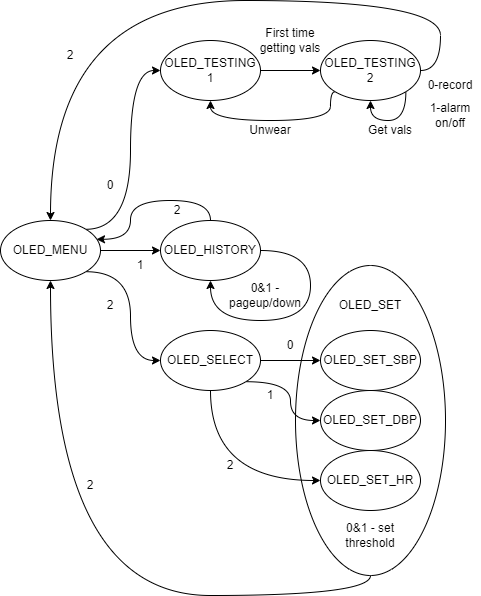 2
First time
getting vals
OLED_TESTING
1
OLED_TESTING
2
0-record
1-alarm
on/off
Unwear
Get vals
0
2
OLED_MENU
OLED_HISTORY
1
0&1 -
pageup/down
2
OLED_SET
OLED_SELECT
0
OLED_SET_SBP
1
OLED_SET_DBP
2
OLED_SET_HR
2
0&1 - set
threshold